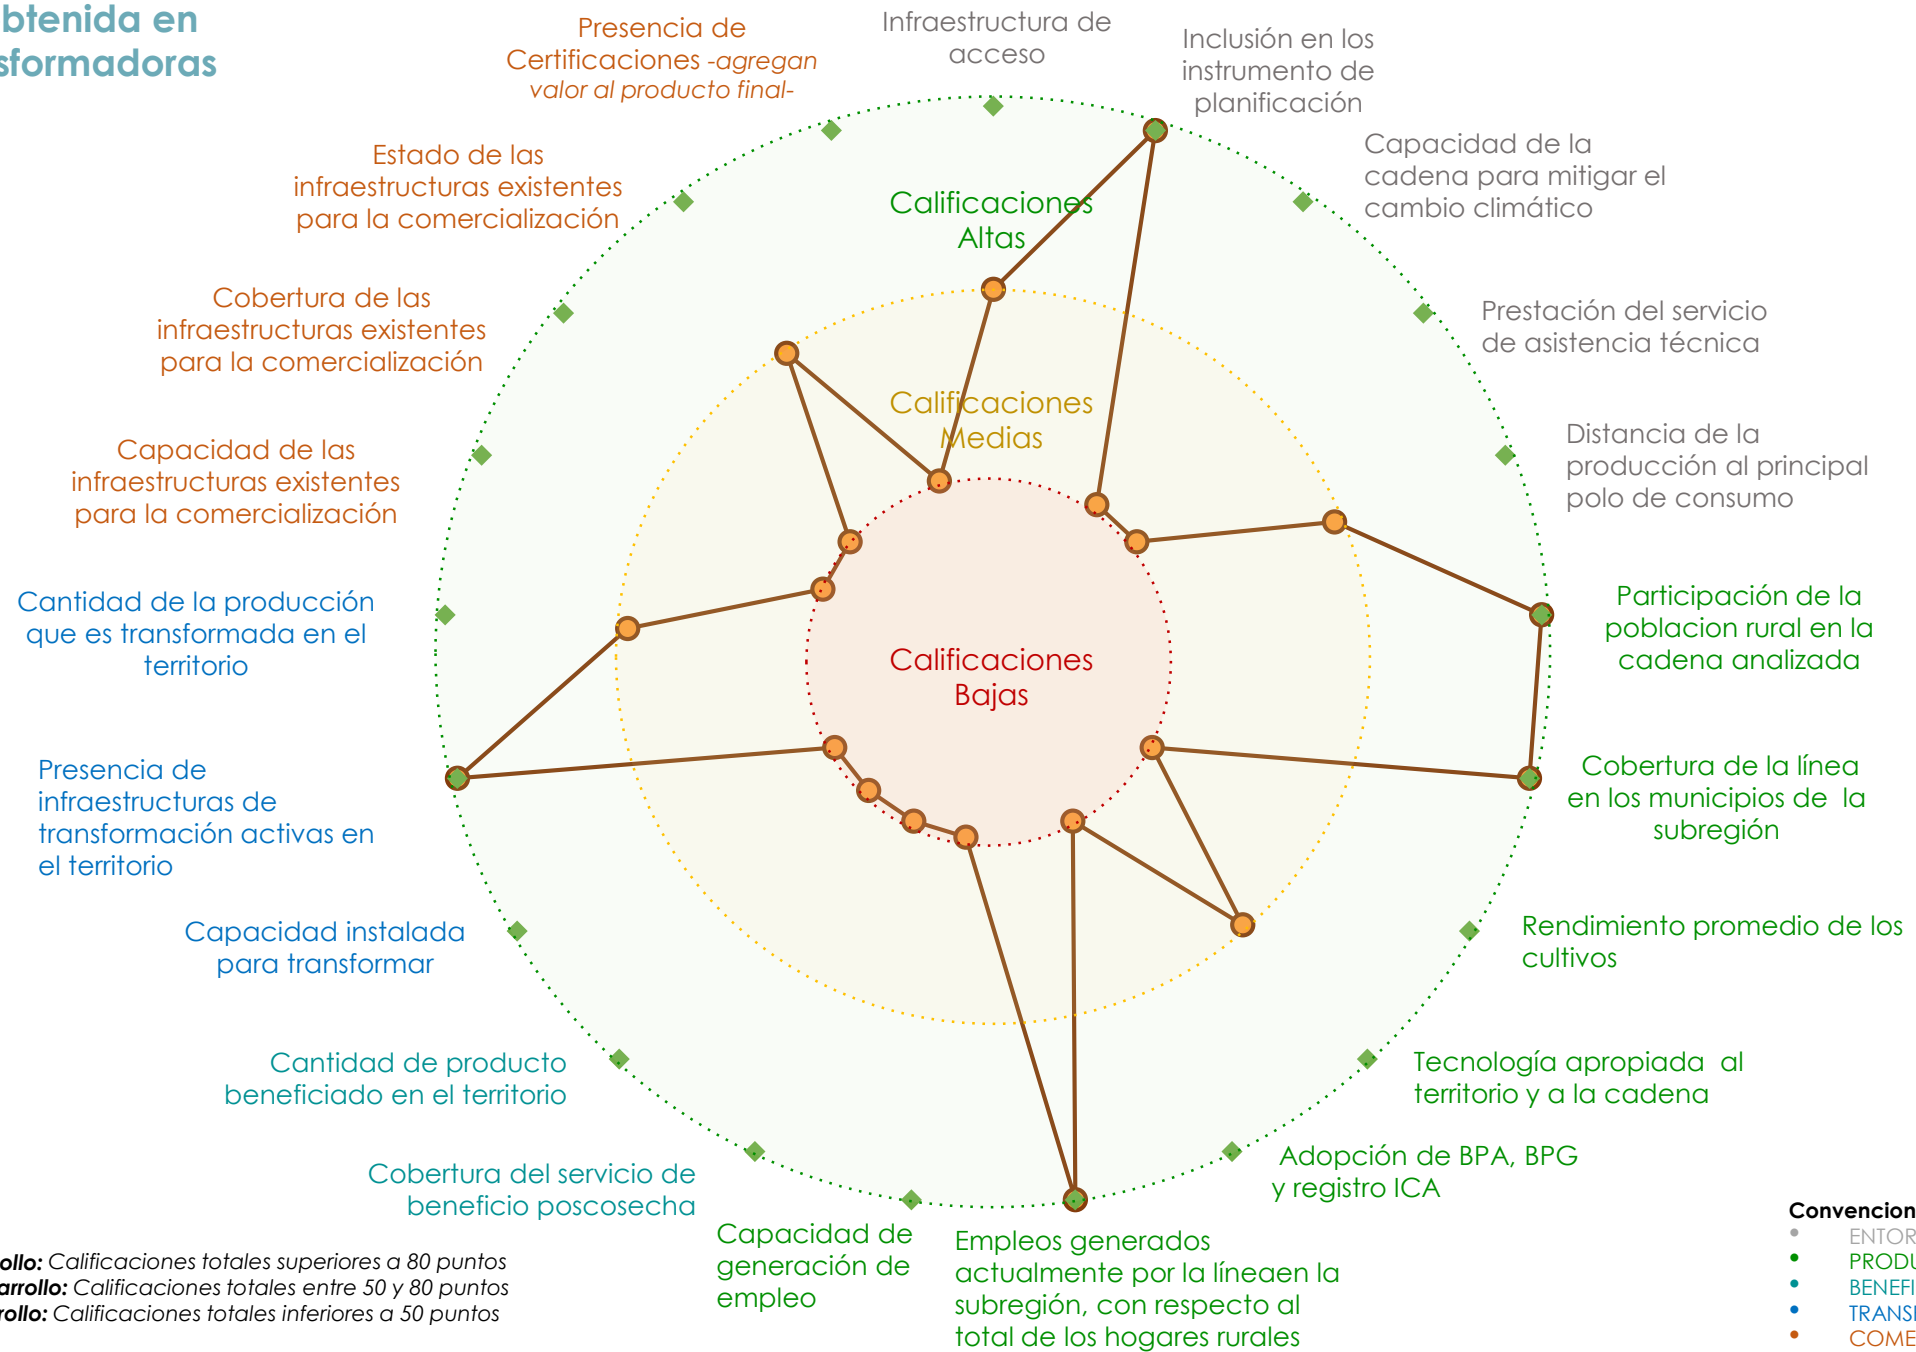 btenida en
sformadoras
Presencia de
Certificaciones -agregan
valor al producto final-
Infraestructura de
acceso
Inclusión en los
instrumento de
planificación
Capacidad de la
cadena para mitigar el
cambio climático
Prestación del servicio
de asistencia técnica
Distancia de la
producción al principal
polo de consumo
Participación de la
poblacion rural en la
cadena analizada
Cobertura de la línea
en los municipios de la
subregión
Rendimiento promedio de los
cultivos
Tecnología apropiada al
territorio y a la cadena
Adopción de BPA, BPG
y registro ICA
Empleos generados
actualmente por la líneaen la
subregión, con respecto al
total de los hogares rurales
Capacidad de
generación de
empleo
Cobertura del servicio de
beneficio poscosecha
Cantidad de producto
beneficiado en el territorio
Capacidad instalada
para transformar
Presencia de
infraestructuras de
transformación activas en
el territorio
Cantidad de la producción
que es transformada en el
territorio
Capacidad de las
infraestructuras existentes
para la comercialización
Cobertura de las
infraestructuras existentes
para la comercialización
Estado de las
infraestructuras existentes
para la comercialización
Calificaciones
Altas
Calificaciones
Medias
Calificaciones
Bajas
ollo: Calificaciones totales superiores a 80 puntos
arrollo: Calificaciones totales entre 50 y 80 puntos
rollo: Calificaciones totales inferiores a 50 puntos
Convencion
ENTOR
PRODU
BENEFI
TRANSI
COME